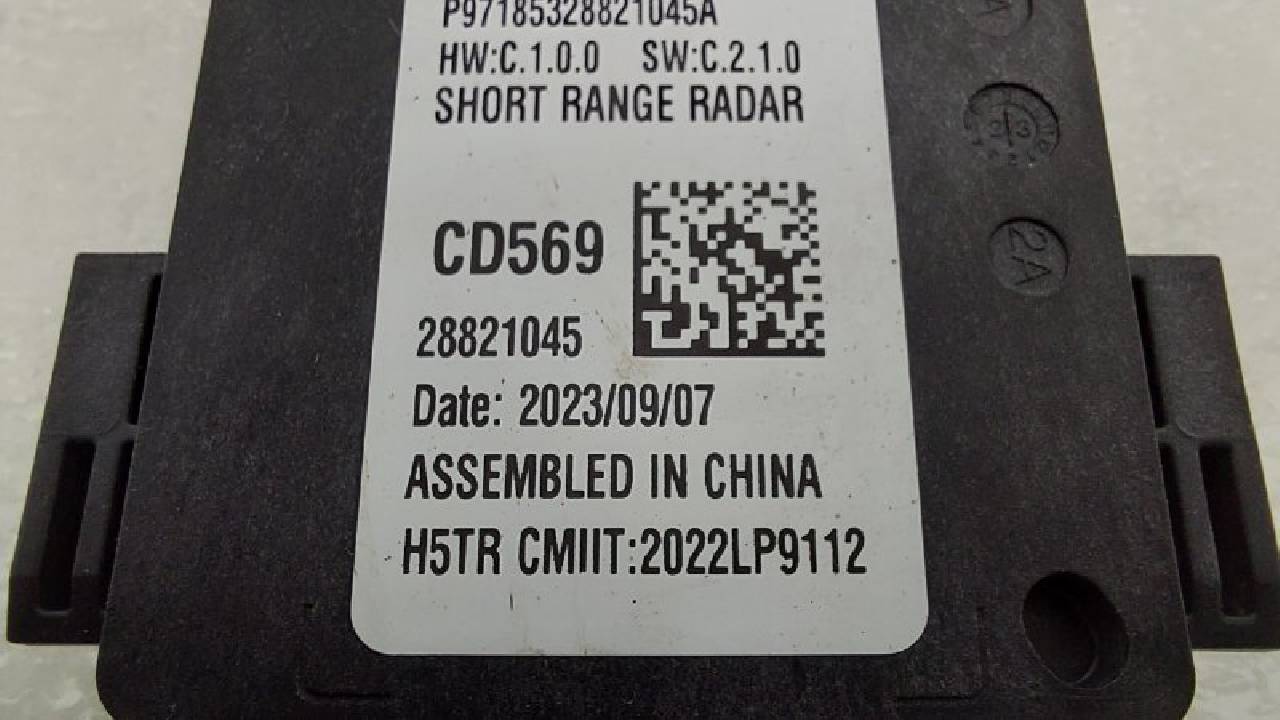 P97185328821045A
HW:C.1.0.0 SW:C.2.1.0
SHORT RANGE RADAR
CD569
28821045
Date: 2023/09/07
ASSEMBLED IN CHINA
H5TR CMIIT:2022LP9112
2A